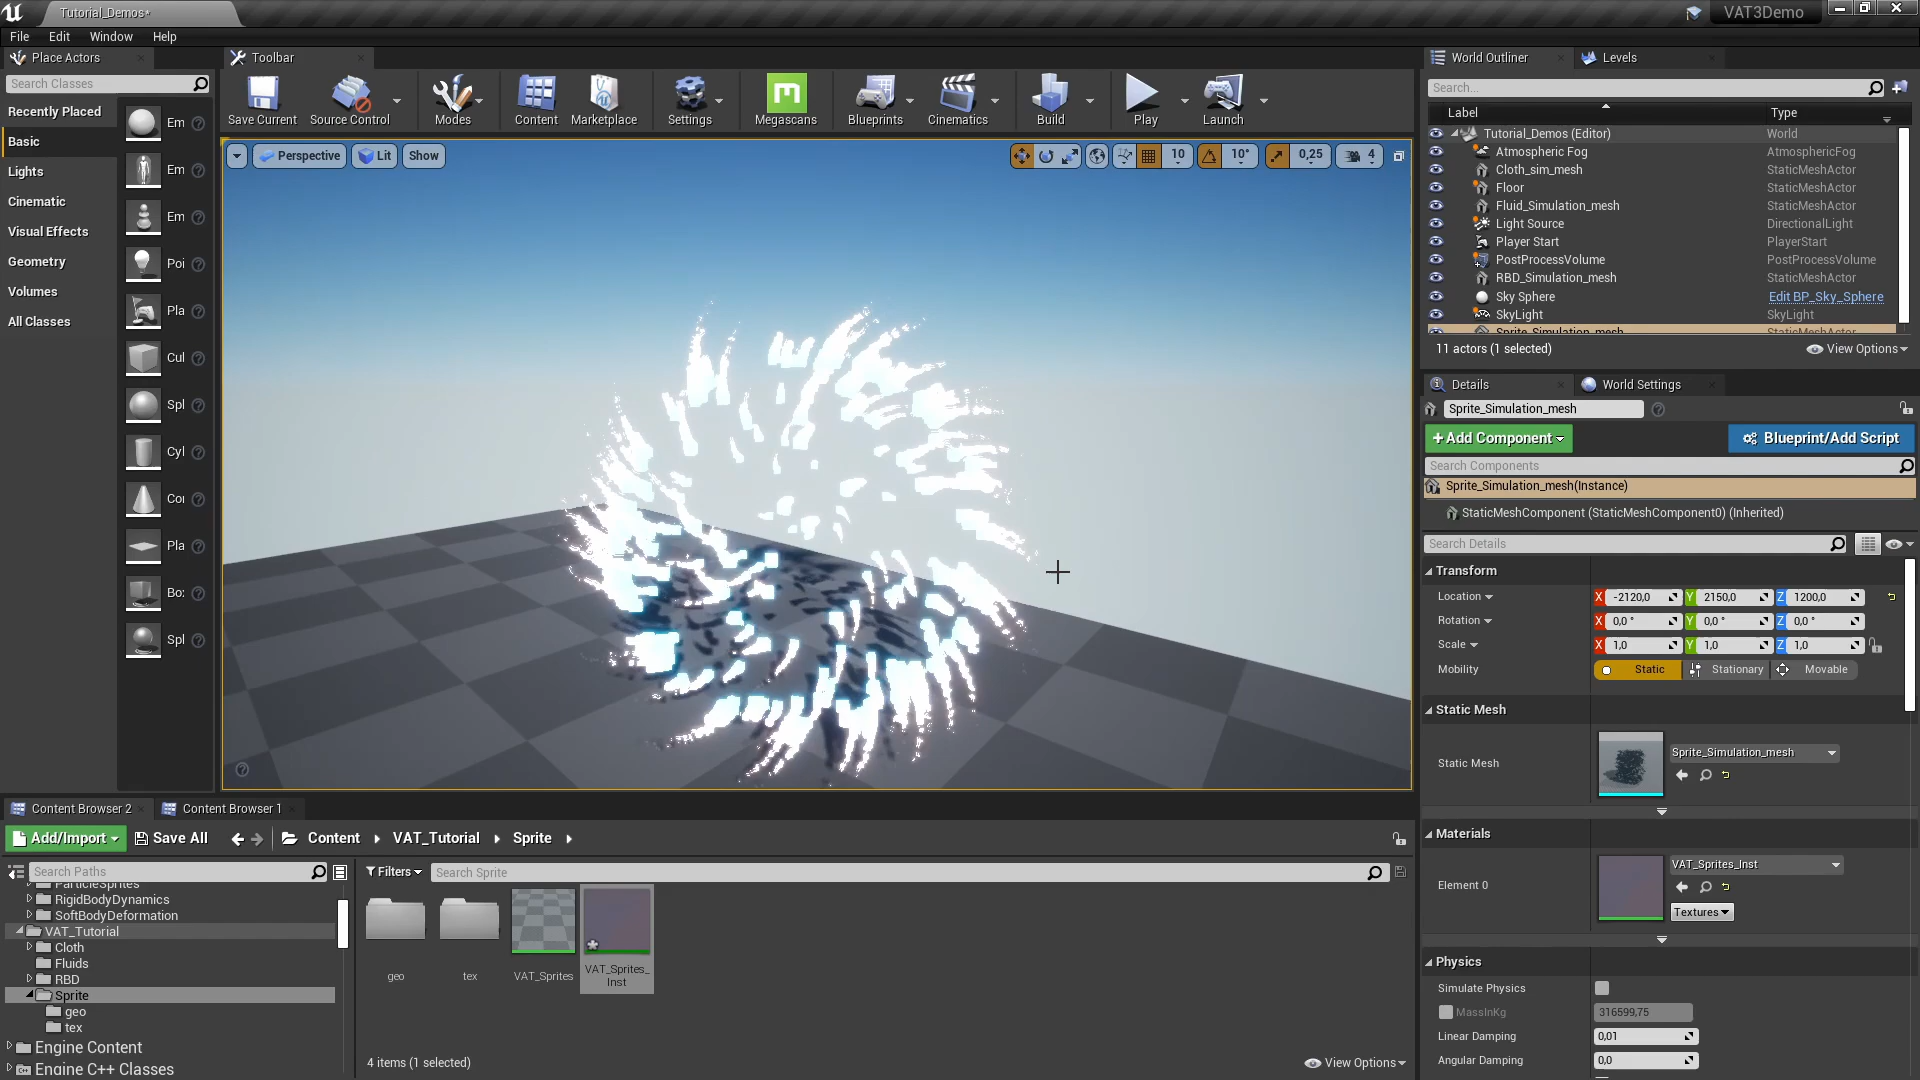 Tutorial_Demos*
VAT3Demo
File Edit Window Help
Place Actors
Search Classes
Recently Placed
Basic
Lights
Cinematic
Visual Effects
Geometry
Volumes
All Classes
Em
Em
Em
Poi
Pla
Cul
Spl
Cyl
Co
Pla
Bo:
Spl
Toolbar
Save Current Source Control Modes Content Marketplace Settings Megascans Blueprints Cinematics Build Play Launch
Perspective Lit Show 10 10° 0,25 4
World Outliner Levels
Search...
Label Type
Tutorial_Demos (Editor) World
Atmospheric Fog AtmosphericFog
Cloth_sim_mesh StaticMeshActor
Floor StaticMeshActor
Fluid_Simulation_mesh StaticMeshActor
Light Source DirectionalLight
Player Start PlayerStart
PostProcessVolume PostProcessVolume
RBD_Simulation_mesh StaticMeshActor
Sky Sphere Edit BP_Sky_Sphere
SkyLight SkyLight
Sprite_Simulation_mesh StaticMeshActor
11 actors (1 selected) View Options
Details World Settings
Sprite_Simulation_mesh
+Add Component Blueprint/Add Script
Search Components
Sprite_Simulation_mesh(Instance)
StaticMeshComponent (StaticMeshComponent0) (Inherited)
Search Details
Transform
Location X -2120,0 Y 2150,0 Z 1200,0
Rotation X 0,0 ° Y 0,0 ° Z 0,0 °
Scale X 1,0 Y 1,0 Z 1,0
Mobility Static Stationary Movable
Static Mesh
Static Mesh Sprite_Simulation_mesh
Materials
Element 0 VAT_Sprites_Inst
Textures
Physics
Simulate Physics
MassInKg 316599,75
Linear Damping 0,01
Angular Damping 0,0
Content Browser 2 Content Browser 1
Add/Import Save All Content VAT_Tutorial Sprite
Search Paths
Filters Search Sprite
ParticleSprites
RigidBodyDynamics
SoftBodyDeformation
VAT_Tutorial
Cloth
Fluids
RBD
Sprite
geo
tex
Engine Content
Engine C++ Classes
geo tex VAT_Sprites VAT_Sprites_
Inst
4 items (1 selected) View Options